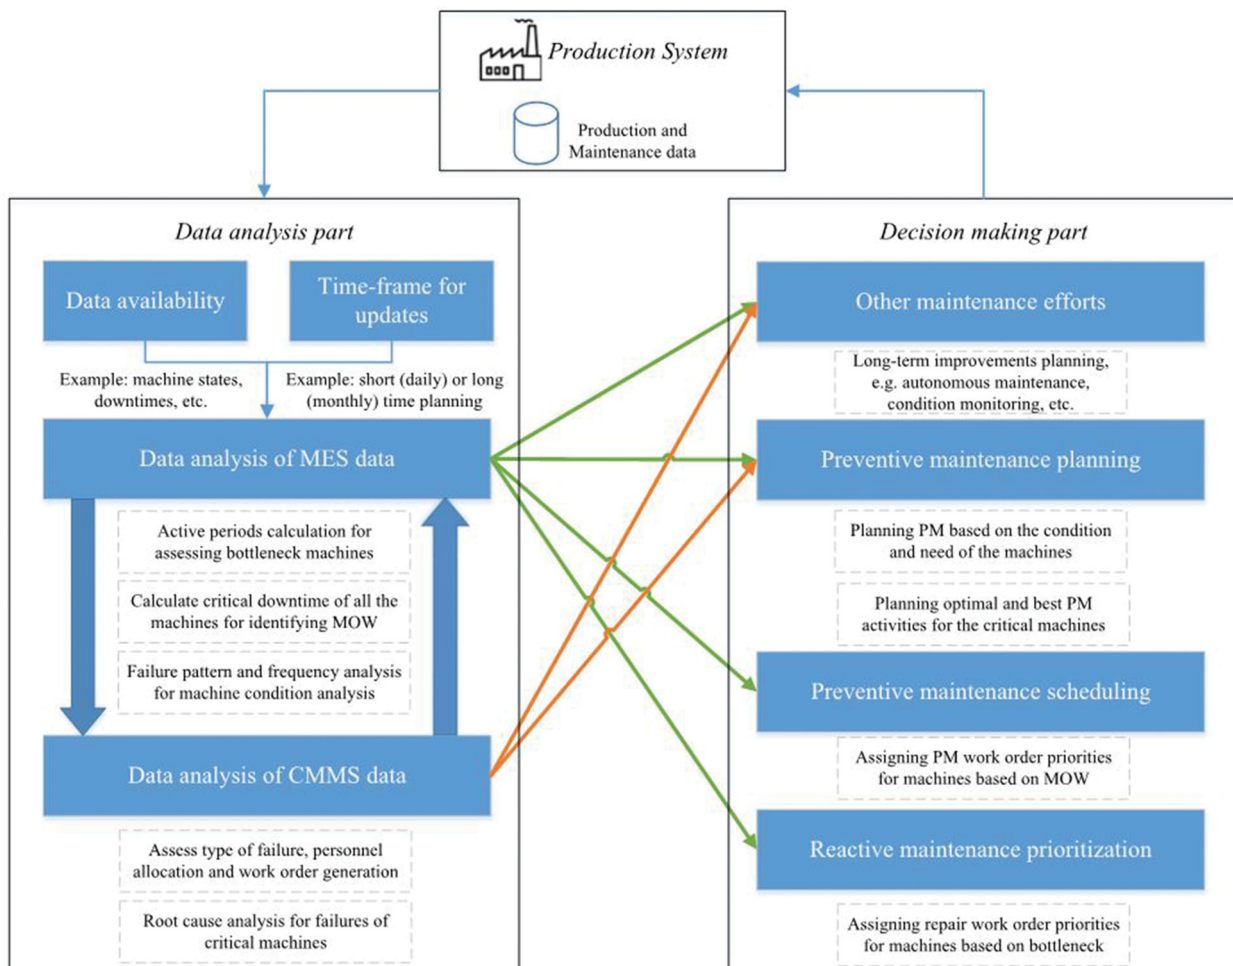 Production System
Production and
Maintenance data
Data analysis part
Data availability
Time-frame for
updates
Example: machine states,
downtimes, etc.
Example: short (daily) or long
(monthly) time planning
Data analysis of MES data
Active periods calculation for
assessing bottleneck machines
Calculate critical downtime of all the
machines for identifying MOW
Failure pattern and frequency analysis
for machine condition analysis
Data analysis of CMMS data
Assess type of failure, personnel
allocation and work order generation
Root cause analysis for failures of
critical machines
Decision making part
Other maintenance efforts
Long-term improvements planning,
e.g. autonomous maintenance,
condition monitoring, etc.
Preventive maintenance planning
Planning PM based on the condition
and need of the machines
Planning optimal and best PM
activities for the critical machines
Preventive maintenance scheduling
Assigning PM work order priorities
for machines based on MOW
Reactive maintenance prioritization
Assigning repair work order priorities
for machines based on bottleneck